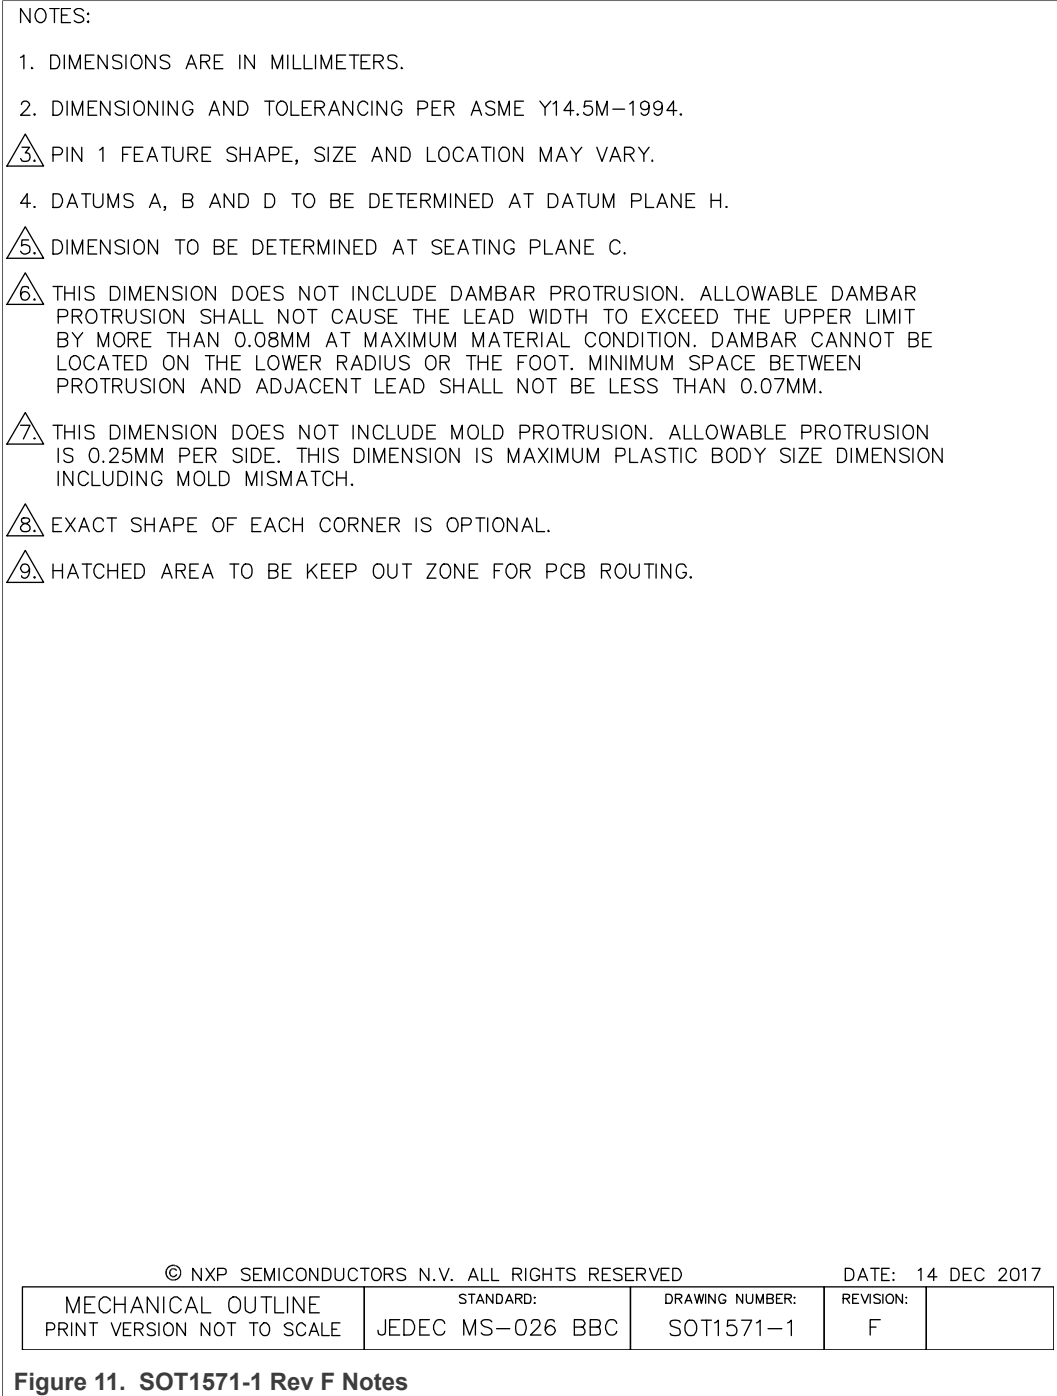 NOTES:
1. DIMENSIONS ARE IN MILLIMETERS.
2. DIMENSIONING AND TOLERANCING PER ASME Y14.5M–1994.
3. PIN 1 FEATURE SHAPE, SIZE AND LOCATION MAY VARY.
4. DATUMS A, B AND D TO BE DETERMINED AT DATUM PLANE H.
5. DIMENSION TO BE DETERMINED AT SEATING PLANE C.
6. THIS DIMENSION DOES NOT INCLUDE DAMBAR PROTRUSION. ALLOWABLE DAMBAR
PROTRUSION SHALL NOT CAUSE THE LEAD WIDTH TO EXCEED THE UPPER LIMIT
BY MORE THAN 0.08MM AT MAXIMUM MATERIAL CONDITION. DAMBAR CANNOT BE
LOCATED ON THE LOWER RADIUS OR THE FOOT. MINIMUM SPACE BETWEEN
PROTRUSION AND ADJACENT LEAD SHALL NOT BE LESS THAN 0.07MM.
7. THIS DIMENSION DOES NOT INCLUDE MOLD PROTRUSION. ALLOWABLE PROTRUSION
IS 0.25MM PER SIDE. THIS DIMENSION IS MAXIMUM PLASTIC BODY SIZE DIMENSION
INCLUDING MOLD MISMATCH.
8. EXACT SHAPE OF EACH CORNER IS OPTIONAL.
9. HATCHED AREA TO BE KEEP OUT ZONE FOR PCB ROUTING.
© NXP SEMICONDUCTORS N.V. ALL RIGHTS RESERVED
DATE: 14 DEC 2017
MECHANICAL OUTLINE
PRINT VERSION NOT TO SCALE
STANDARD:
JEDEC MS–026 BBC
DRAWING NUMBER:
SOT1571–1
REVISION:
F
Figure 11. SOT1571-1 Rev F Notes